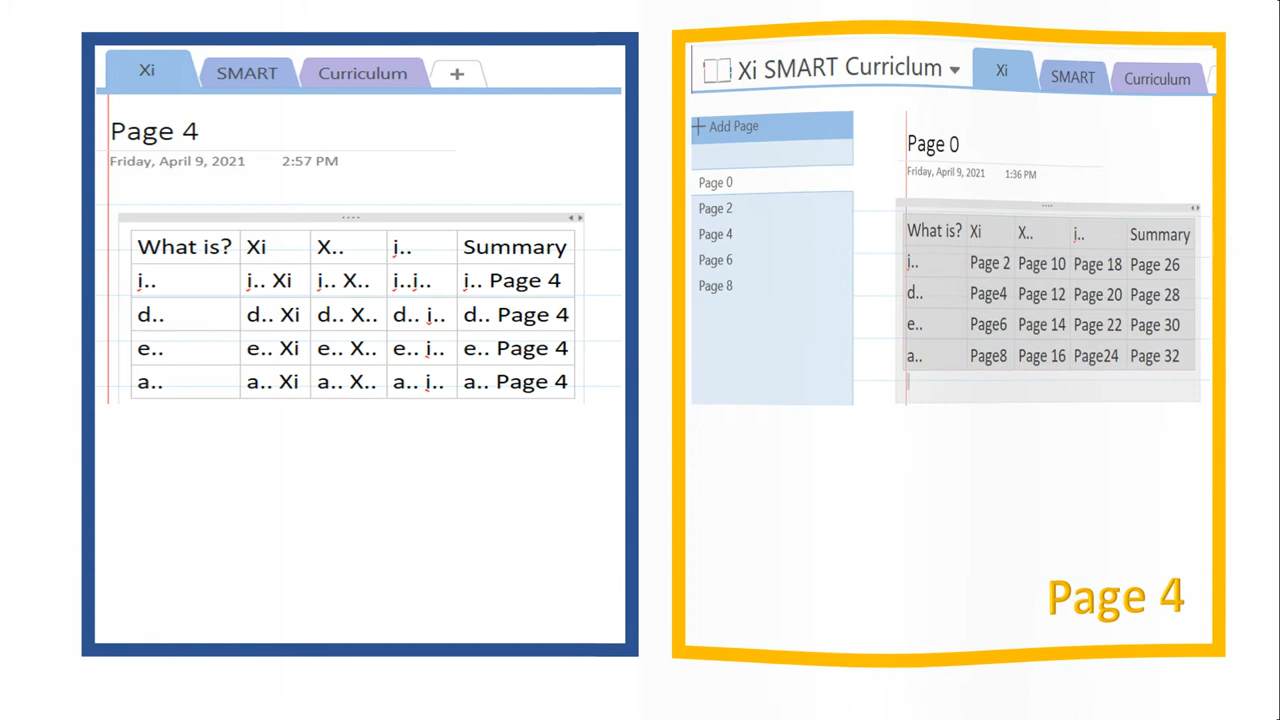 Xi SMART Curriculum +
Page 4
Friday, April 9, 2021 2:57 PM
What is? Xi X.. i.. Summary
i.. i.. Xi i.. X.. i..i.. i.. Page 4
d.. d.. Xi d.. X.. d.. i.. d.. Page 4
e.. e.. Xi e.. X.. e.. i.. e.. Page 4
a.. a.. Xi a.. X.. a.. i.. a.. Page 4
Xi SMART Curriclum Xi SMART Curriculum
+ Add Page
Page 0
Page 2
Page 4
Page 6
Page 8
Page 0
Friday, April 9, 2021 1:36 PM
What is? Xi X.. i.. Summary
i.. Page 2 Page 10 Page 18 Page 26
d.. Page4 Page 12 Page 20 Page 28
e.. Page6 Page 14 Page 22 Page 30
a.. Page8 Page 16 Page24 Page 32
Page 4